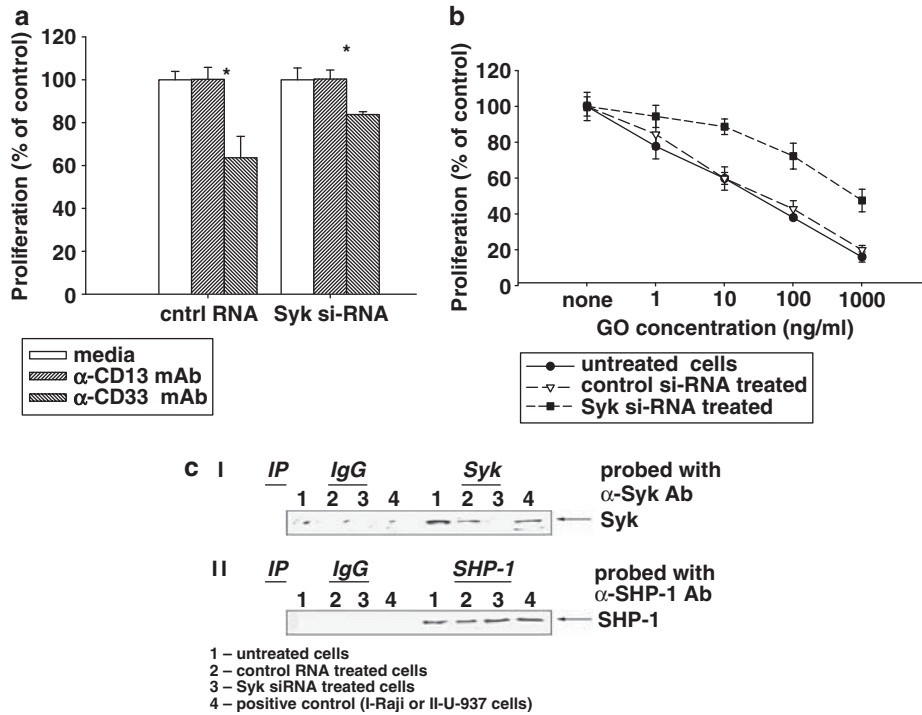 a
Proliferation (% of control)
120
100
80
60
40
20
0
*
*
cntrl RNA
Syk si-RNA
media
α-CD13 mAb
α-CD33 mAb
b
Proliferation (% of control)
120
100
80
60
40
20
0
none 1 10 100 1000
GO concentration (ng/ml)
untreated cells
control si-RNA treated
Syk si-RNA treated
c I IP IgG Syk probed with
1 2 3 4 1 2 3 4 α-Syk Ab
Syk
II IP IgG SHP-1 probed with
1 2 3 4 1 2 3 4 α-SHP-1 Ab
SHP-1
1 – untreated cells
2 – control RNA treated cells
3 – Syk siRNA treated cells
4 – positive control (I-Raji or II-U-937 cells)